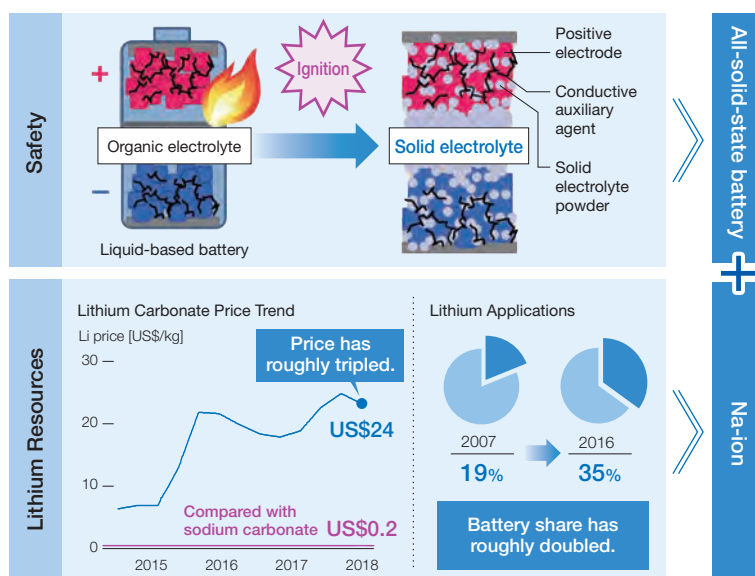 Safety
+
−
Organic electrolyte
Liquid-based battery
Ignition
Solid electrolyte
Positive
electrode
Conductive
auxiliary
agent
Solid
electrolyte
powder
All-solid-state battery
+
Lithium Resources
Lithium Carbonate Price Trend
Li price [US$/kg]
30
20
10
0
Price has
roughly tripled.
US$24
Compared with
sodium carbonate US$0.2
2015 2016 2017 2018
Lithium Applications
2007 2016
19% 35%
Battery share has
roughly doubled.
Na-ion